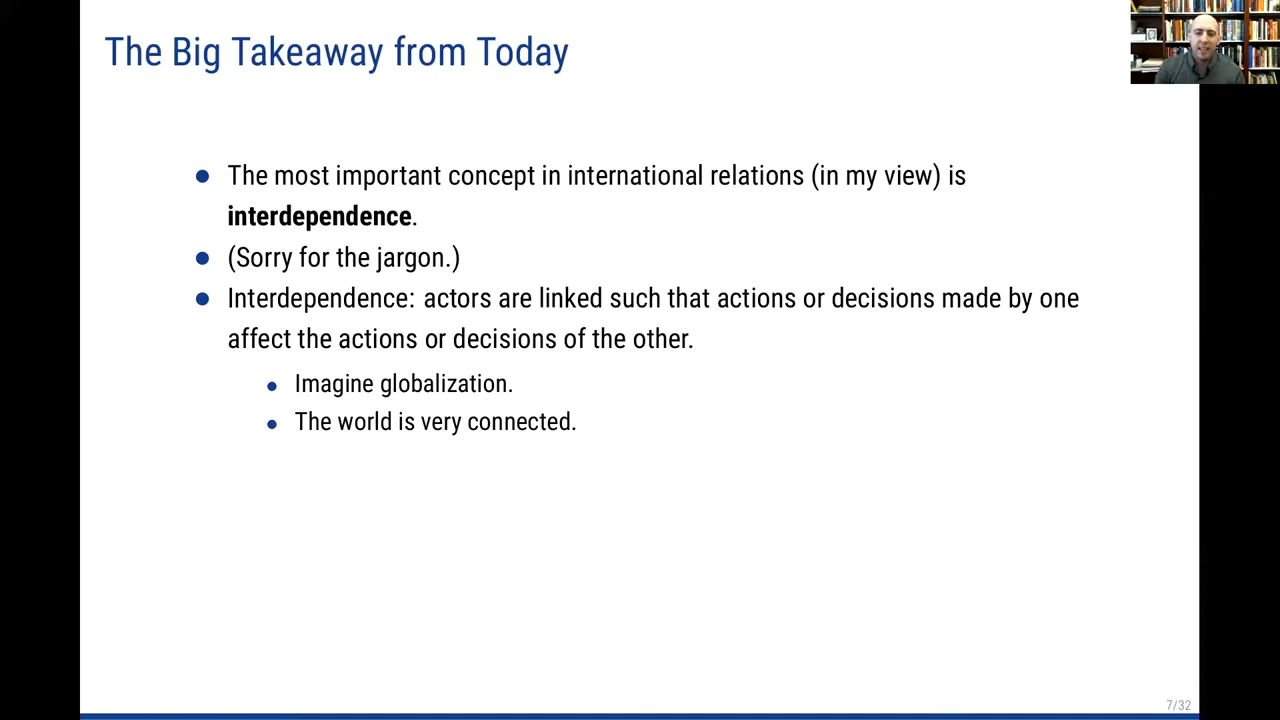 The Big Takeaway from Today
● The most important concept in international relations (in my view) is
interdependence.
● (Sorry for the jargon.)
● Interdependence: actors are linked such that actions or decisions made by one
affect the actions or decisions of the other.
● Imagine globalization.
● The world is very connected.
7/32